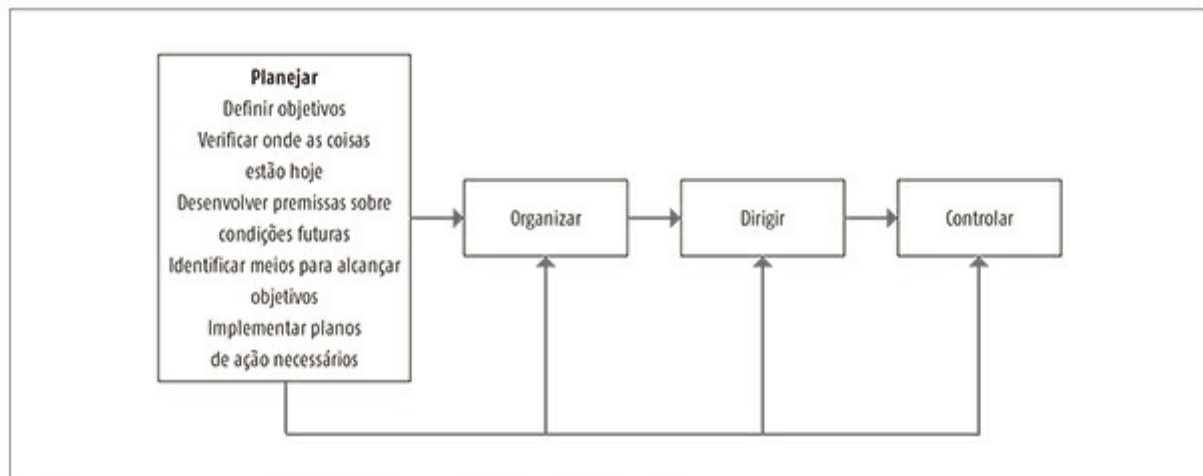 Planejar
Definir objetivos
Verificar onde as coisas
estão hoje
Desenvolver premissas sobre
condições futuras
Identificar meios para alcançar
objetivos
Implementar planos
de ação necessários
Organizar
Dirigir
Controlar